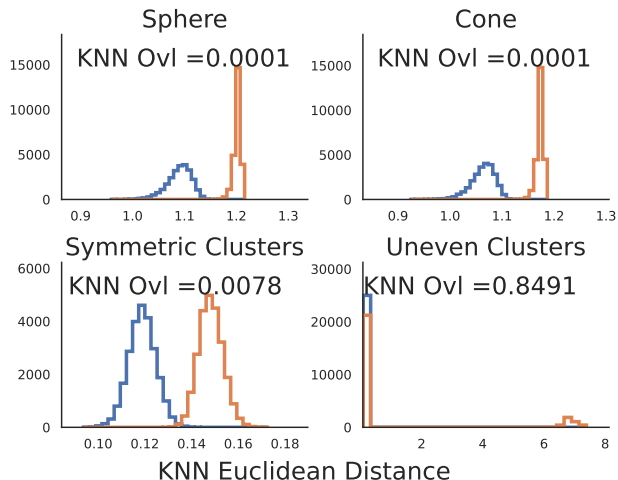 Sphere
KNN Ovl =0.0001
15000
10000
5000
0
0.9 1.0 1.1 1.2 1.3
Cone
KNN Ovl =0.0001
15000
10000
5000
0
0.9 1.0 1.1 1.2 1.3
Symmetric Clusters
KNN Ovl =0.0078
6000
4000
2000
0
0.10 0.12 0.14 0.16 0.18
Uneven Clusters
KNN Ovl =0.8491
30000
20000
10000
0
2 4 6 8
KNN Euclidean Distance